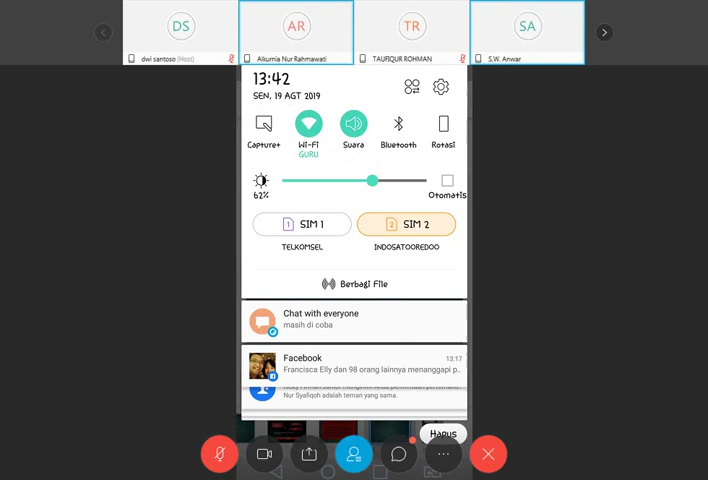 DS
dwi santoso (Host)
AR
Alkumia Nur Rahmawati
TR
TAUFIQUR ROHMAN
SA
S.W. Anwar
13:42
SEN, 19 AGT 2019
Capture+
Wi-Fi
GURU
Suara
Bluetooth
Rotasi
62%
Otomatis
1 SIM 1
2 SIM 2
TELKOMSEL
INDOSATOOREDOO
Berbagi File
Chat with everyone
masih di coba
Facebook
13:17
Francisca Elly dan 98 orang lainnya menanggapi p..
Nur Syafiqoh adalah teman yang sama.
Hapus